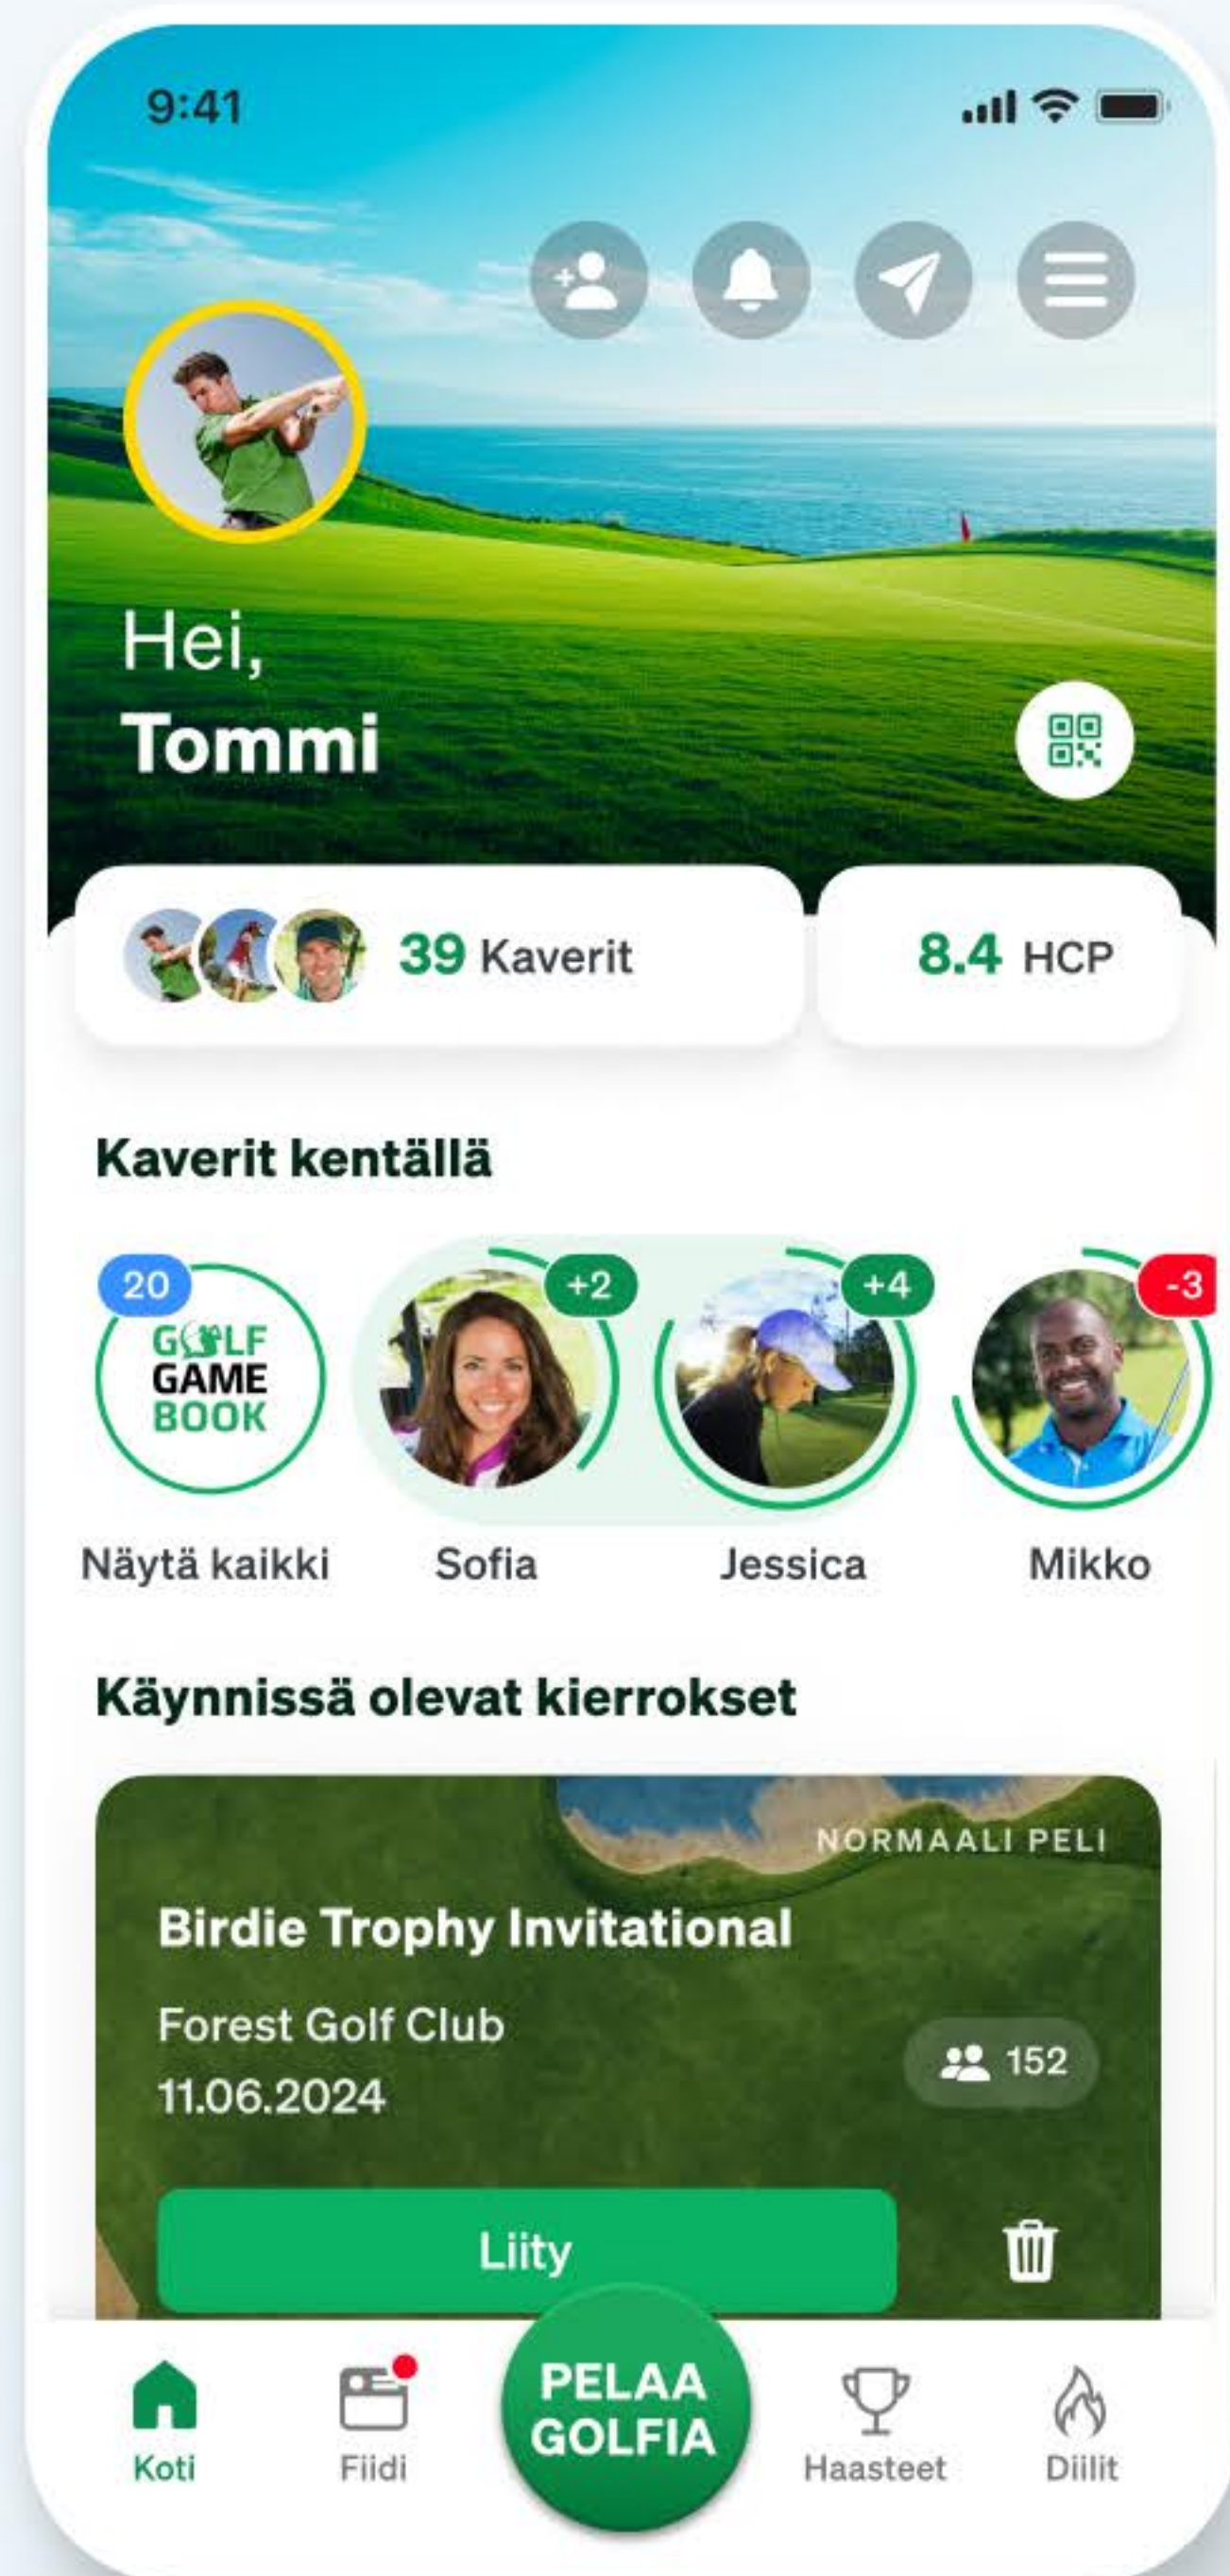 9:41
Hei,
Tommi
39 Kaverit
8.4 HCP
Kaverit kentällä
20
GOLF
GAME
BOOK
+2
+4
-3
Näytä kaikki
Sofia
Jessica
Mikko
Käynnissä olevat kierrokset
NORMAALI PELI
Birdie Trophy Invitational
Forest Golf Club
11.06.2024
152
Liity
Koti
Fiidi
PELAA
GOLFIA
Haasteet
Diilit